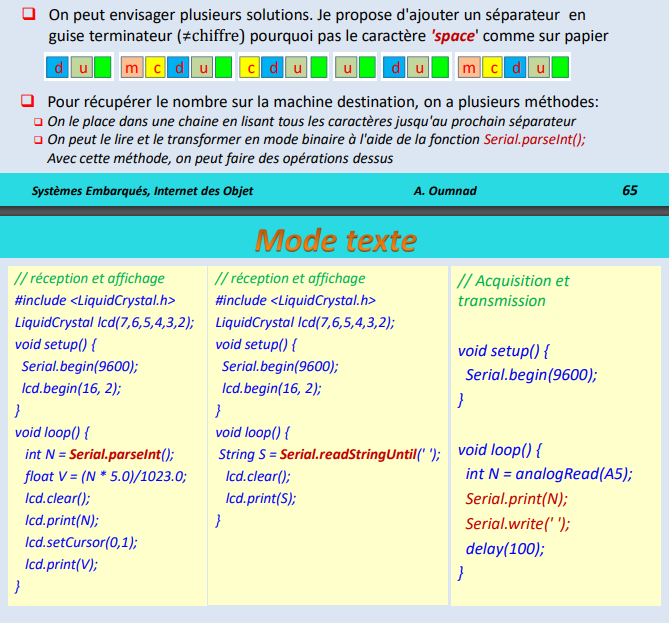 On peut envisager plusieurs solutions. Je propose d'ajouter un séparateur en
guise terminateur (≠chiffre) pourquoi pas le caractère 'space' comme sur papier
d u m c d u c d u u d u m c d u
Pour récupérer le nombre sur la machine destination, on a plusieurs méthodes:
On le place dans une chaine en lisant tous les caractères jusqu'au prochain séparateur
On peut le lire et le transformer en mode binaire à l'aide de la fonction Serial.parseInt();
Avec cette méthode, on peut faire des opérations dessus
Systèmes Embarqués, Internet des Objet A. Oumnad 65
Mode texte
// réception et affichage
#include <LiquidCrystal.h>
LiquidCrystal lcd(7,6,5,4,3,2);
void setup() {
Serial.begin(9600);
lcd.begin(16, 2);
}
void loop() {
int N = Serial.parseInt();
float V = (N * 5.0)/1023.0;
lcd.clear();
lcd.print(N);
lcd.setCursor(0,1);
lcd.print(V);
}
// réception et affichage
#include <LiquidCrystal.h>
LiquidCrystal lcd(7,6,5,4,3,2);
void setup() {
Serial.begin(9600);
lcd.begin(16, 2);
}
void loop() {
String S = Serial.readStringUntil(' ');
lcd.clear();
lcd.print(S);
}
// Acquisition et
transmission
void setup() {
Serial.begin(9600);
}
void loop() {
int N = analogRead(A5);
Serial.print(N);
Serial.write(' ');
delay(100);
}